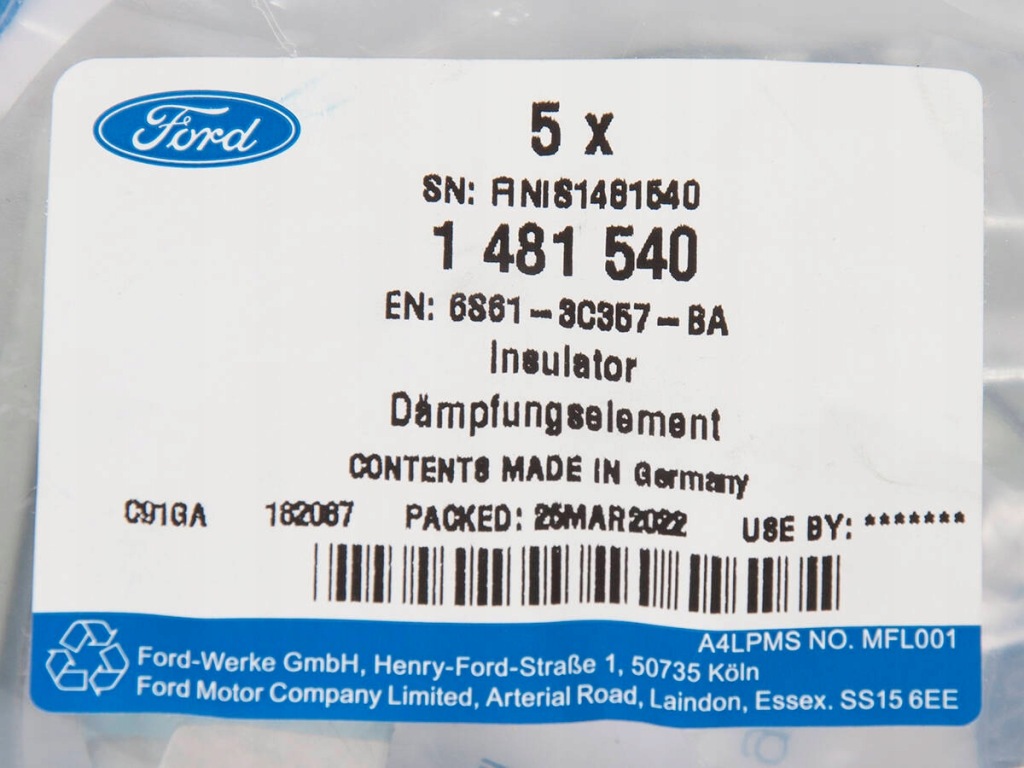 Ford
5 x
SN: ANIS1481540
1 481 540
EN: 6S61-3C357-BA
Insulator
Dämpfungselement
CONTENTS MADE IN Germany
C91GA 182067 PACKED: 25MAR2022 USE BY: *******
A4LPMS NO. MFL001
Ford-Werke GmbH, Henry-Ford-Straße 1, 50735 Köln
Ford Motor Company Limited, Arterial Road, Laindon, Essex. SS15 6EE